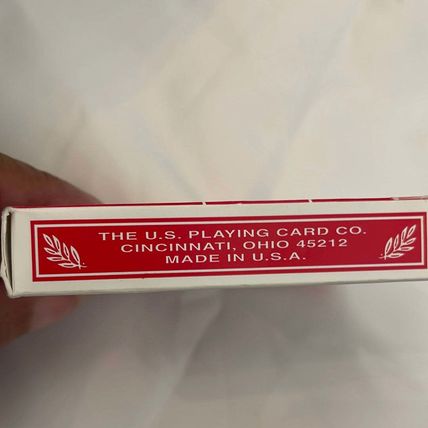 THE U.S. PLAYING CARD CO.
CINCINNATI, OHIO 45212
MADE IN U.S.A.